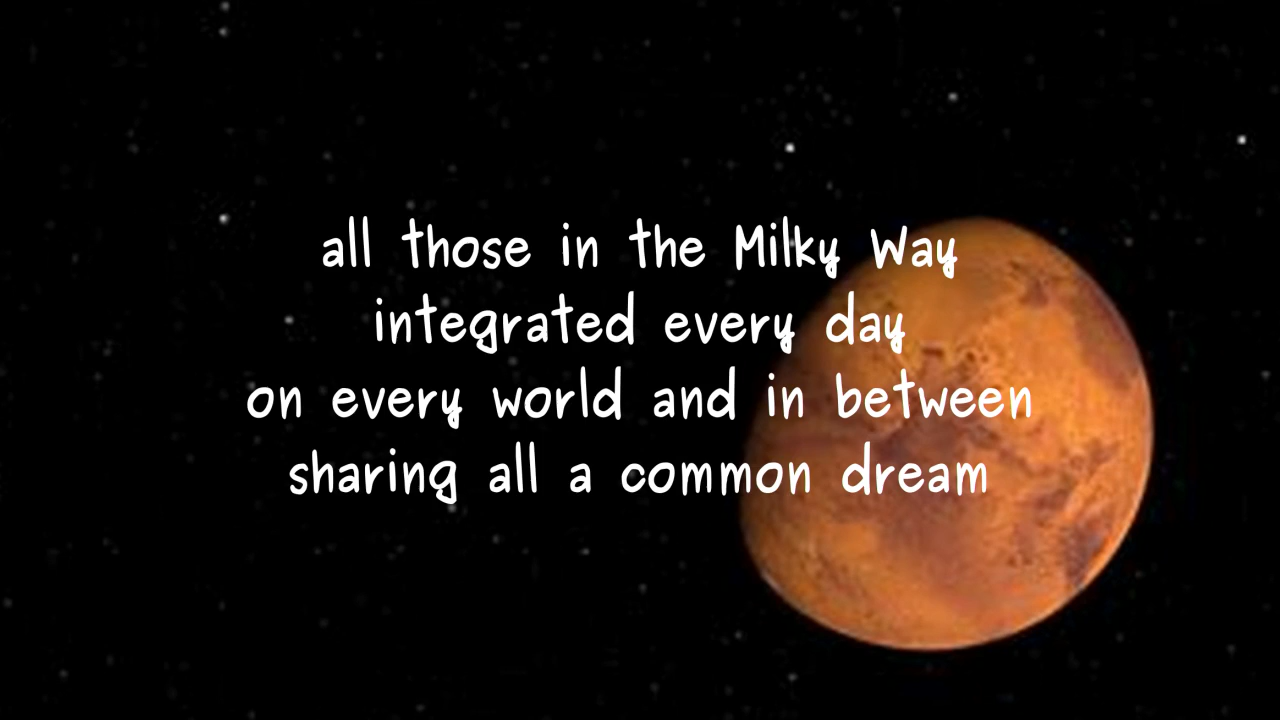 all those in the Milky Way
integrated every day
on every world and in between
sharing all a common dream